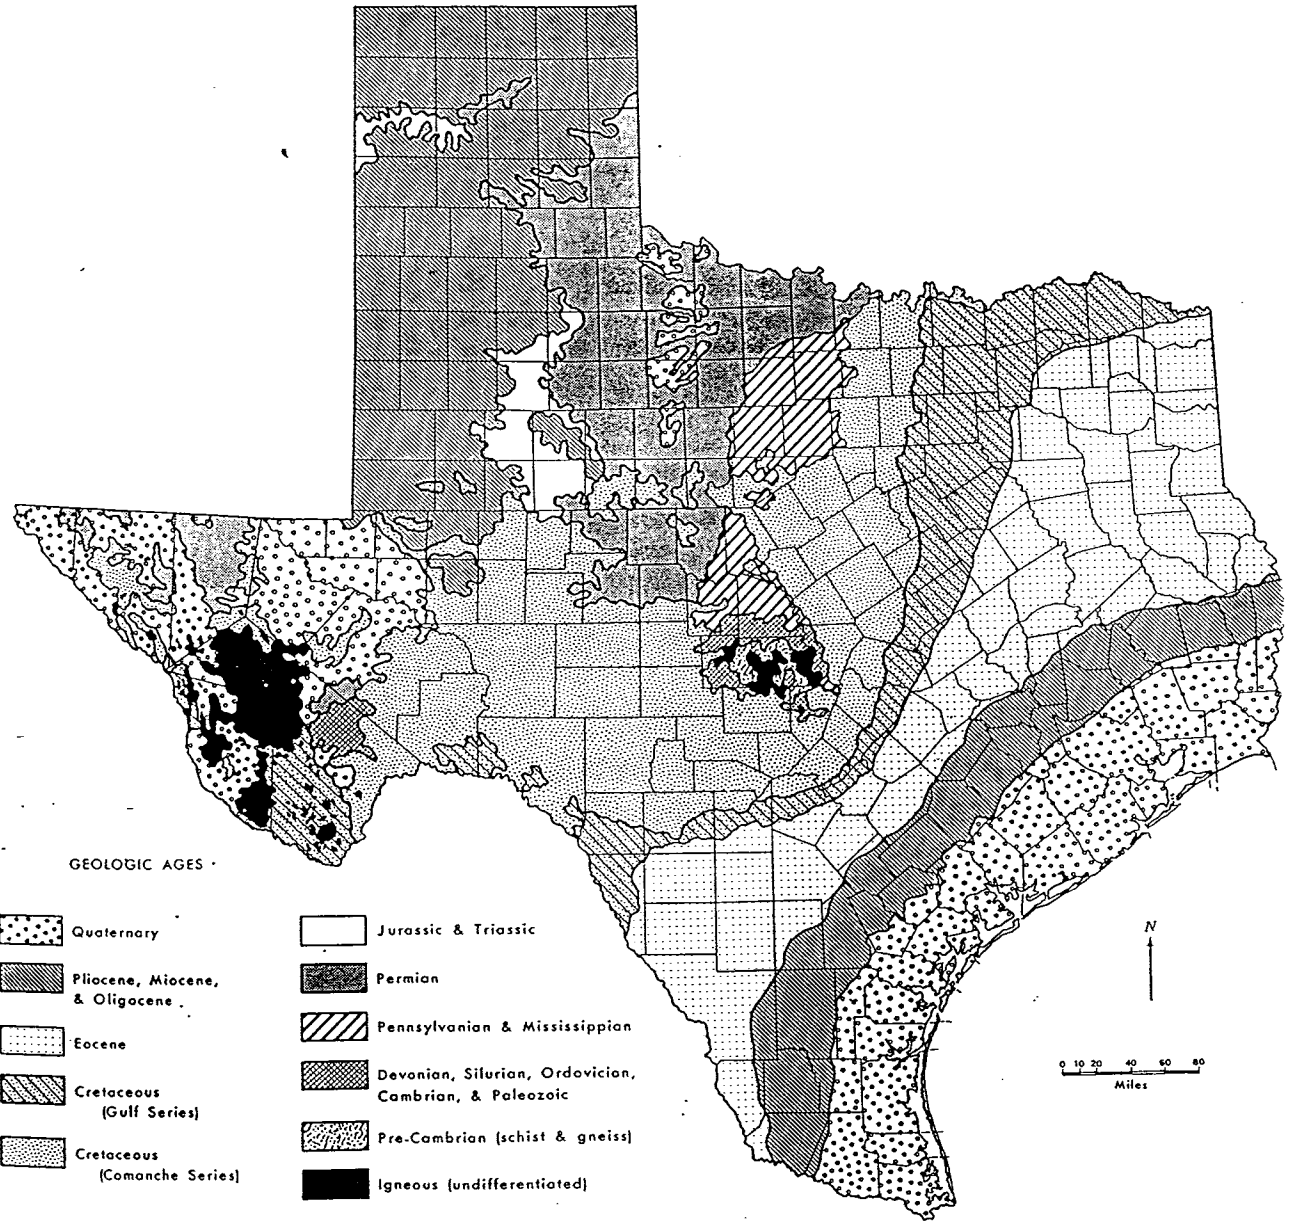 GEOLOGIC AGES
Quaternary
Pliocene, Miocene,
& Oligocene
Eocene
Cretaceous
(Gulf Series)
Cretaceous
(Comanche Series)
Jurassic & Triassic
Permian
Pennsylvanian & Mississippian
Devonian, Silurian, Ordovician,
Cambrian, & Paleozoic
Pre-Cambrian (schist & gneiss)
Igneous (undifferentiated)
N
0 10 20 40 60 80
Miles